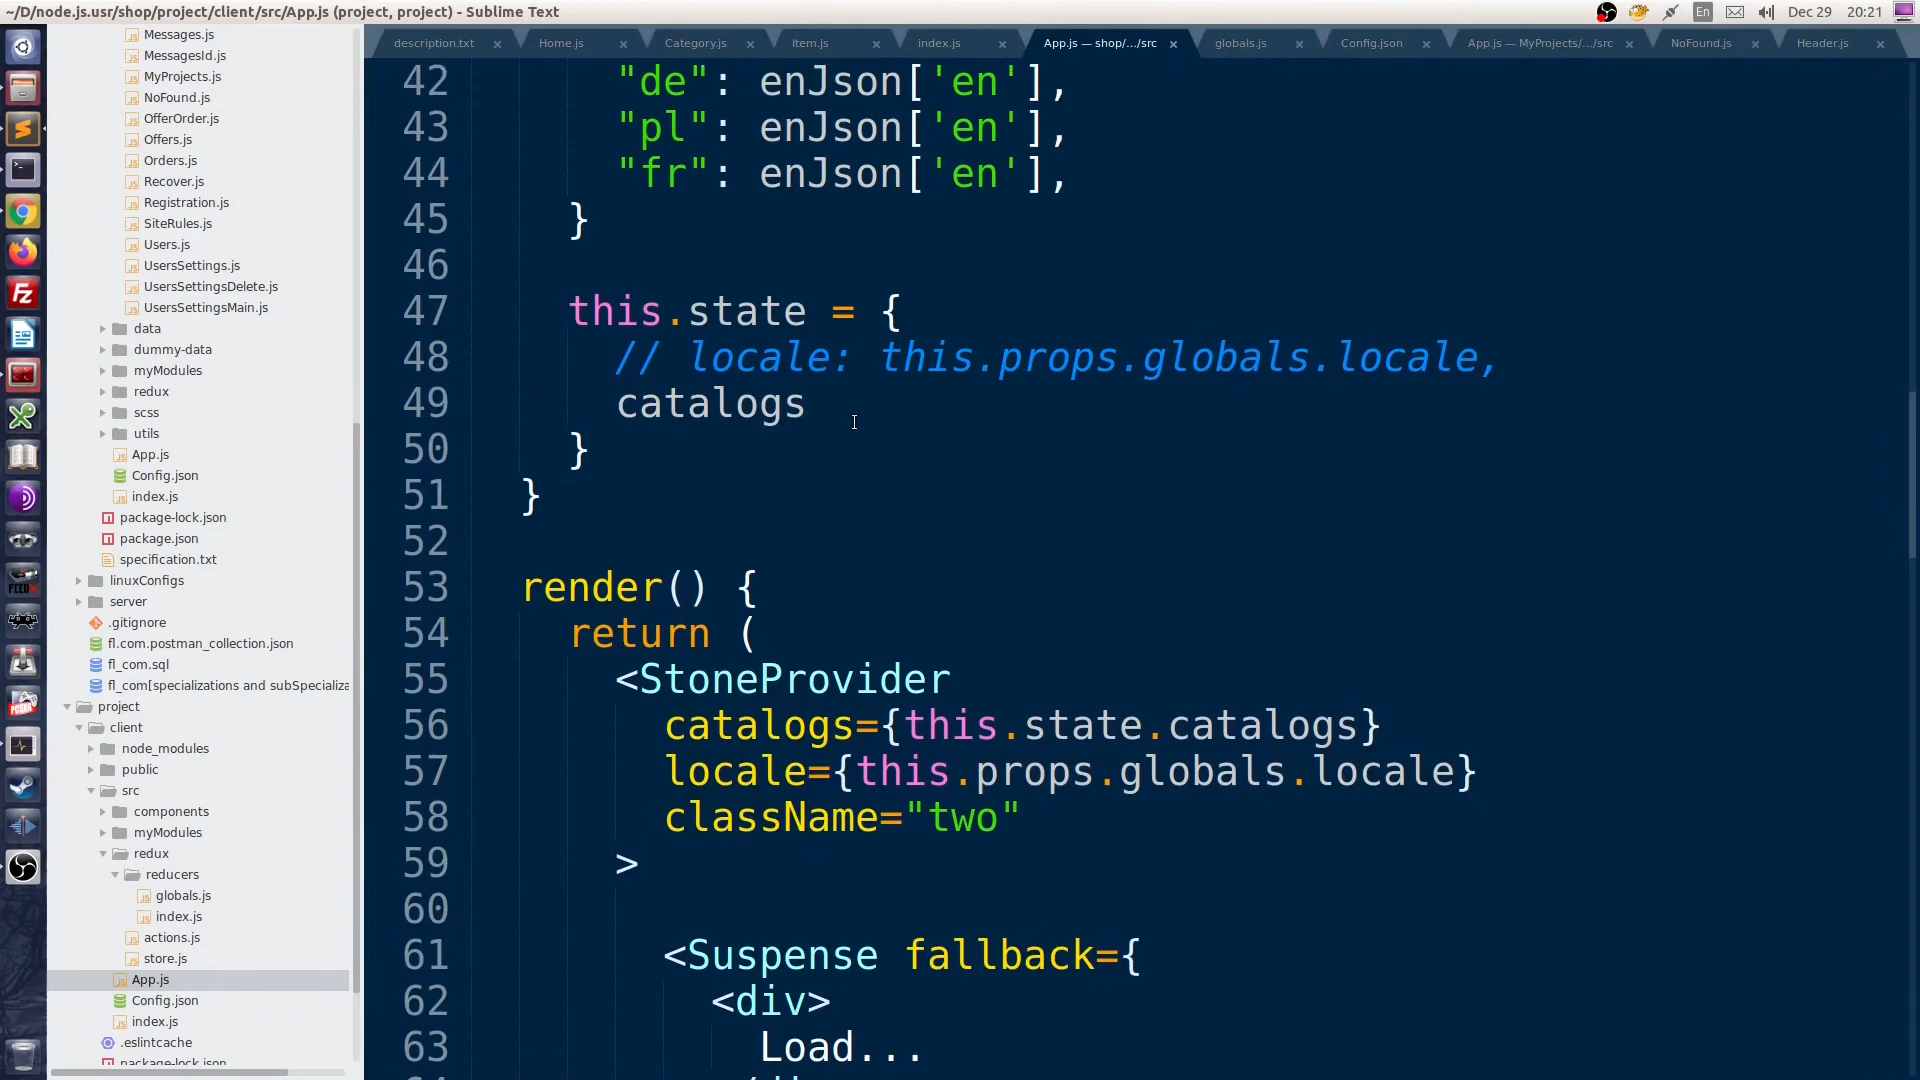 ~/D/node.js.usr/shop/project/client/src/App.js (project, project) - Sublime Text
En
Dec 29
20:21
Messages.js
MessagesId.js
MyProjects.js
NoFound.js
OfferOrder.js
Offers.js
Orders.js
Recover.js
Registration.js
SiteRules.js
Users.js
UsersSettings.js
UsersSettingsDelete.js
UsersSettingsMain.js
data
dummy-data
myModules
redux
scss
utils
App.js
Config.json
index.js
package-lock.json
package.json
specification.txt
linuxConfigs
server
.gitignore
fl.com.postman_collection.json
fl_com.sql
fl_com[specializations and subSpecializa
project
client
node_modules
public
src
components
myModules
redux
reducers
globals.js
index.js
actions.js
store.js
App.js
Config.json
index.js
.eslintcache
package-lock.json
description.txt
Home.js
Category.js
Item.js
index.js
App.js — shop/.../src
globals.js
Config.json
App.js — MyProjects/.../src
NoFound.js
Header.js
42 "de": enJson['en'],
43 "pl": enJson['en'],
44 "fr": enJson['en'],
45 }
46
47 this.state = {
48 // locale: this.props.globals.locale,
49 catalogs
50 }
51 }
52
53 render() {
54 return (
55 <StoneProvider
56 catalogs={this.state.catalogs}
57 locale={this.props.globals.locale}
58 className="two"
59 >
60
61 <Suspense fallback={
62 <div>
63 Load...